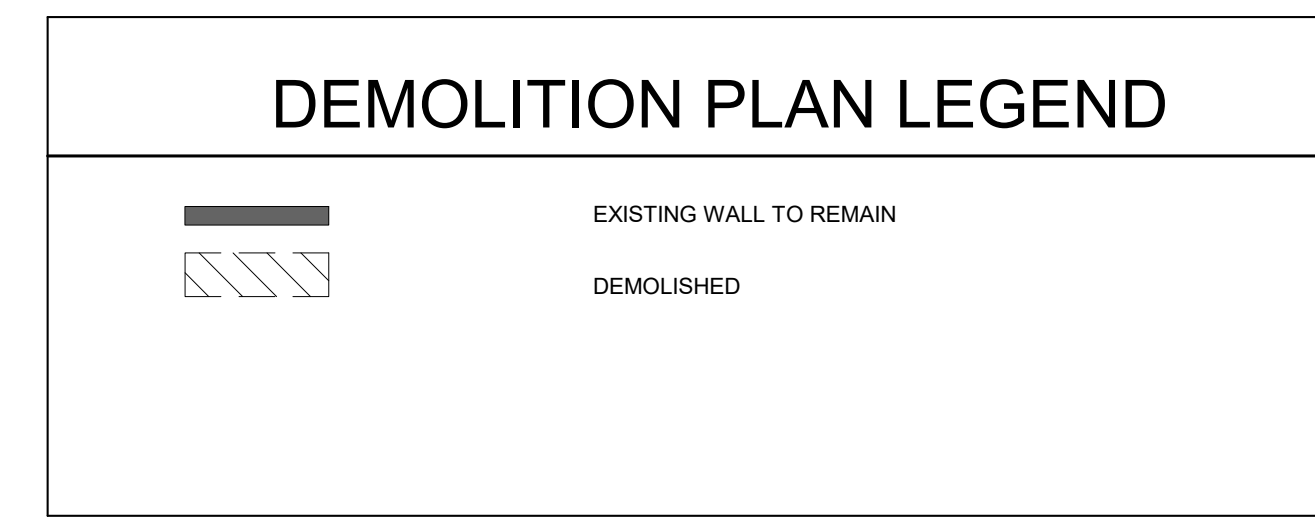 DEMOLITION PLAN LEGEND
EXISTING WALL TO REMAIN
DEMOLISHED